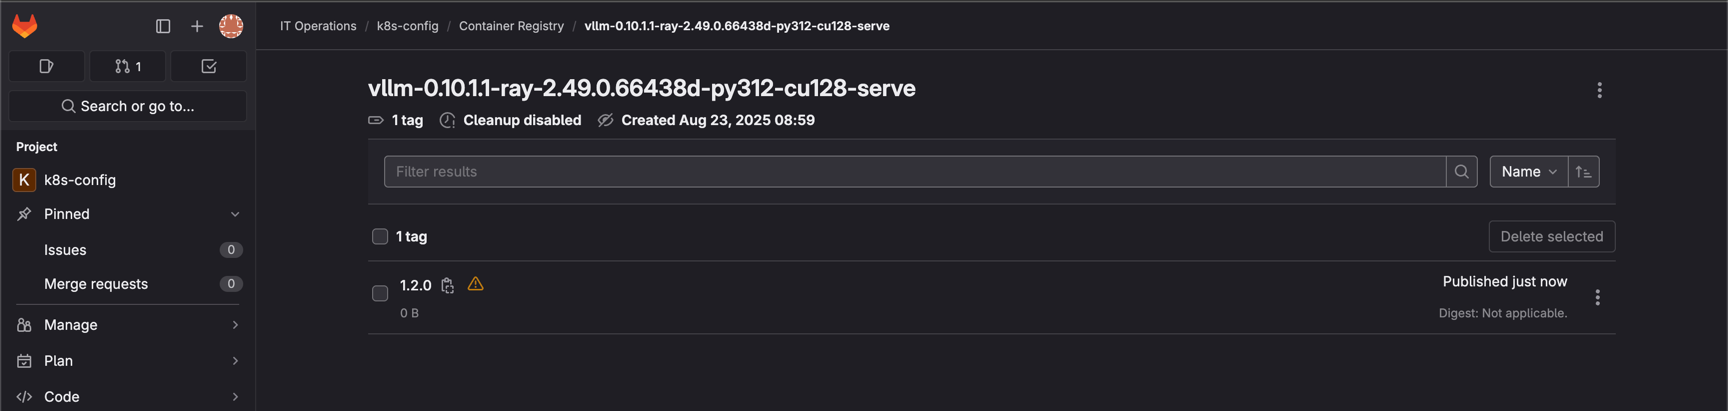 IT Operations / k8s-config / Container Registry / vllm-0.10.1.1-ray-2.49.0.66438d-py312-cu128-serve
1
Search or go to...
Project
K k8s-config
Pinned
Issues 0
Merge requests 0
Manage
Plan
Code
vllm-0.10.1.1-ray-2.49.0.66438d-py312-cu128-serve
1 tag Cleanup disabled Created Aug 23, 2025 08:59
Filter results Name
1 tag Delete selected
1.2.0 Published just now
0 B Digest: Not applicable.